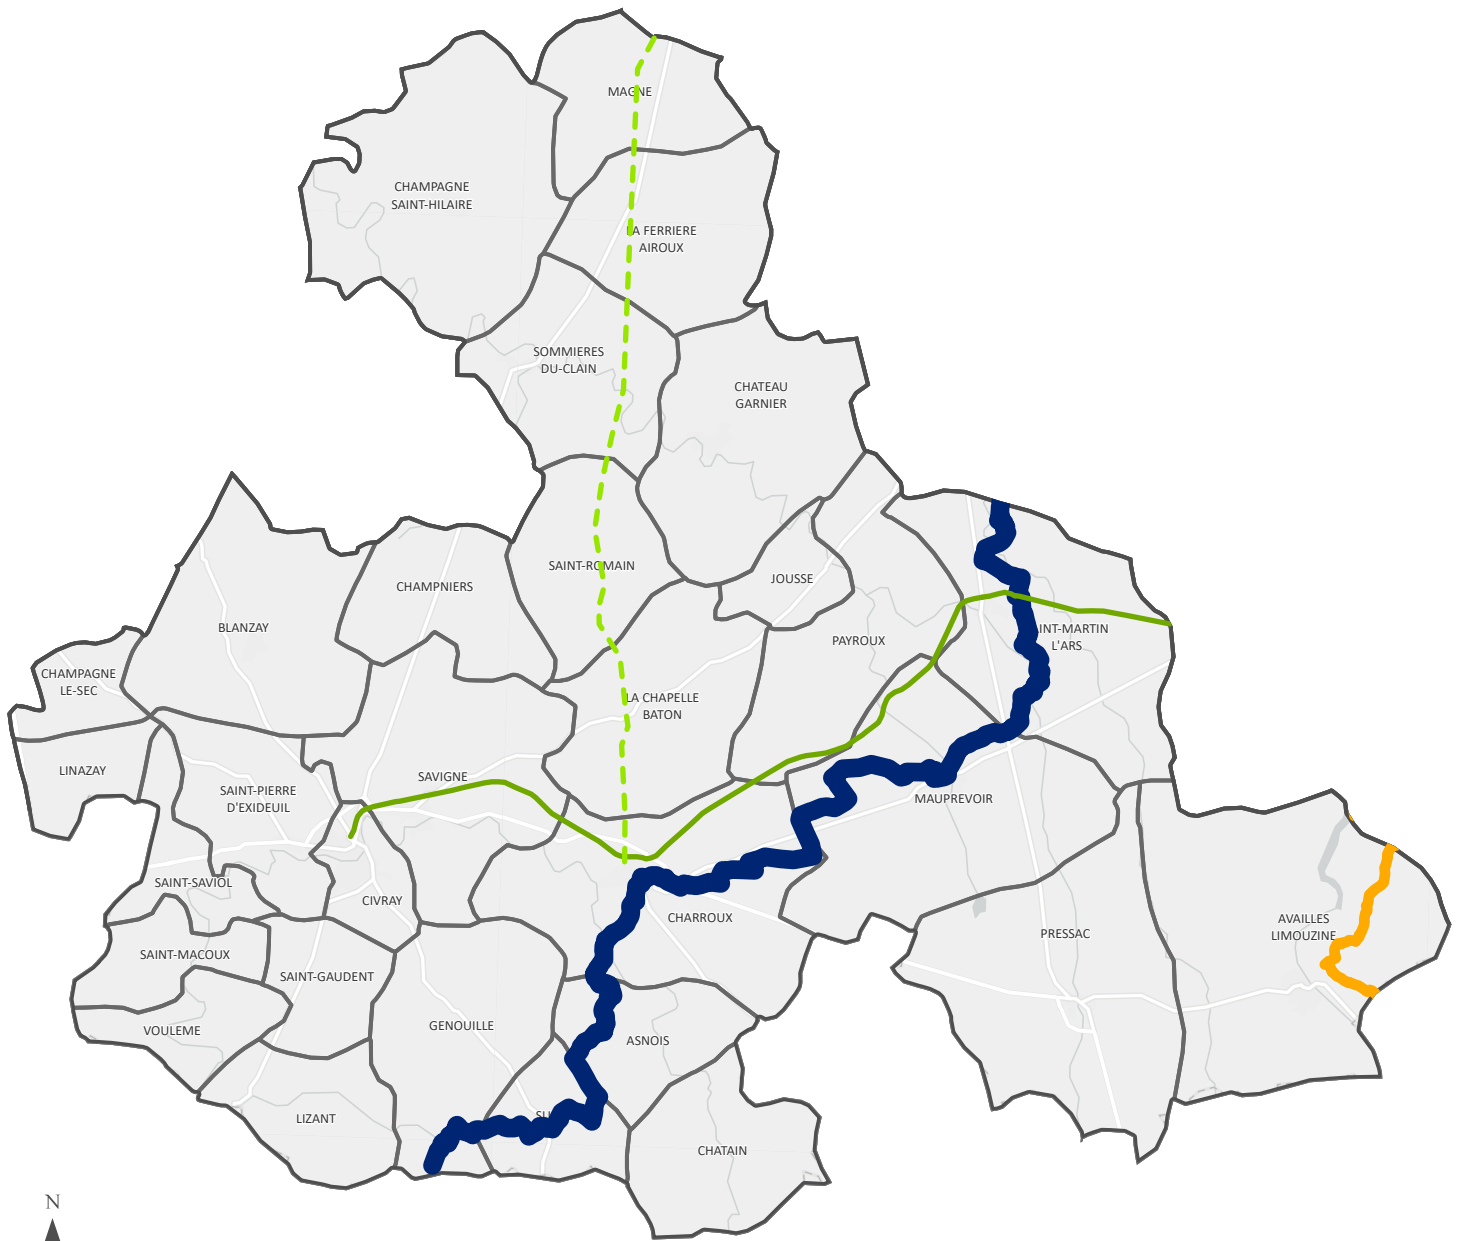 MAGNE
CHAMPAGNE
SAINT-HILAIRE
LA FERRIERE
AIROUX
SOMMIERES
DU-CLAIN
CHATEAU
GARNIER
SAINT-ROMAIN
JOUSSE
CHAMPNIERS
BLANZAY
INT-MARTIN
L'ARS
PAYROUX
CHAMPAGNE
LE-SEC
LA CHAPELLE
BATON
LINAZAY
SAVIGNE
SAINT-PIERRE
D'EXIDEUIL
MAUPREVOIR
SAINT-SAVIOL
CIVRAY
CHARROUX
AVAILLES
LIMOUZINE
PRESSAC
SAINT-MACOUX
SAINT-GAUDENT
VOULEME
GENOUILLE
ASNOIS
LIZANT
SU
CHATAIN
N